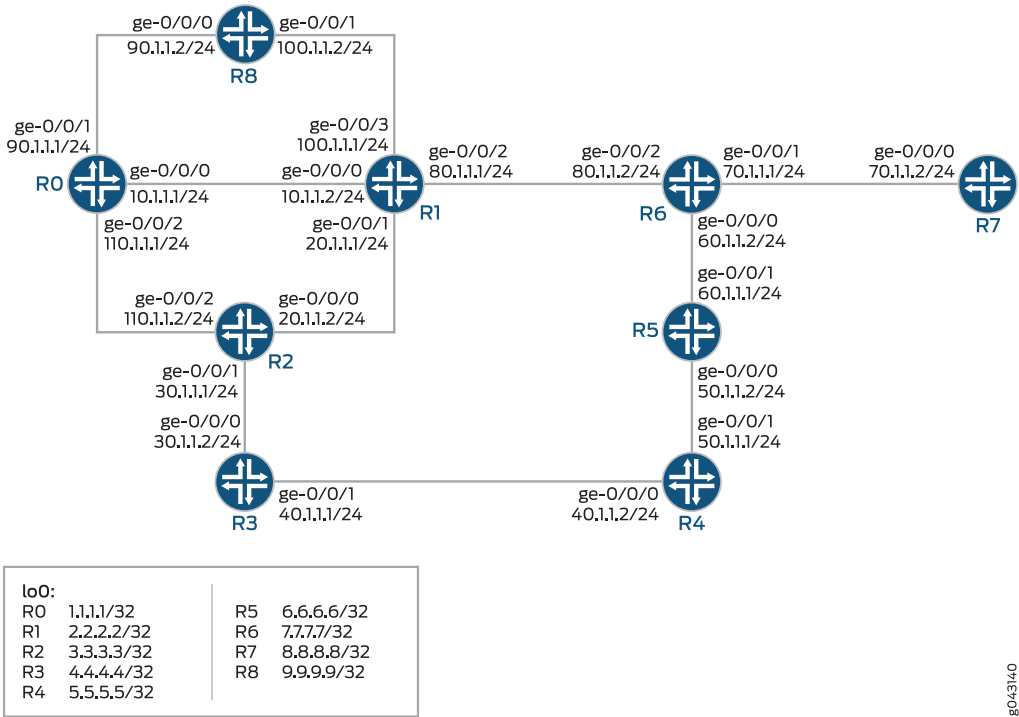 ge-0/0/0
90.1.1.2/24
ge-0/0/1
100.1.1.2/24
R8
ge-0/0/1
90.1.1.1/24
ge-0/0/3
100.1.1.1/24
R0
ge-0/0/0
10.1.1.1/24
ge-0/0/0
10.1.1.2/24
R1
ge-0/0/2
80.1.1.1/24
ge-0/0/2
80.1.1.2/24
R6
ge-0/0/1
70.1.1.1/24
ge-0/0/0
70.1.1.2/24
R7
ge-0/0/2
110.1.1.1/24
ge-0/0/1
20.1.1.1/24
ge-0/0/0
60.1.1.2/24
ge-0/0/2
110.1.1.2/24
ge-0/0/0
20.1.1.2/24
R2
ge-0/0/1
60.1.1.1/24
R5
ge-0/0/1
30.1.1.1/24
ge-0/0/0
50.1.1.2/24
ge-0/0/0
30.1.1.2/24
ge-0/0/1
50.1.1.1/24
R3
ge-0/0/1
40.1.1.1/24
ge-0/0/0
40.1.1.2/24
R4
lo0:
R0 1.1.1.1/32
R1 2.2.2.2/32
R2 3.3.3.3/32
R3 4.4.4.4/32
R4 5.5.5.5/32
R5 6.6.6.6/32
R6 7.7.7.7/32
R7 8.8.8.8/32
R8 9.9.9.9/32
g043140